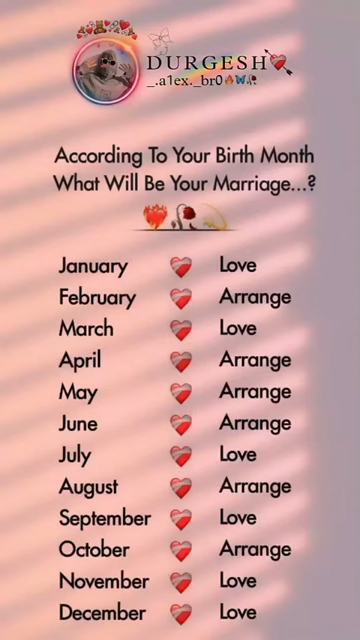 DURGESH
_.a1ex._br0
According To Your Birth Month
What Will Be Your Marriage...?
January Love
February Arrange
March Love
April Arrange
May Arrange
June Arrange
July Love
August Arrange
September Love
October Arrange
November Love
December Love